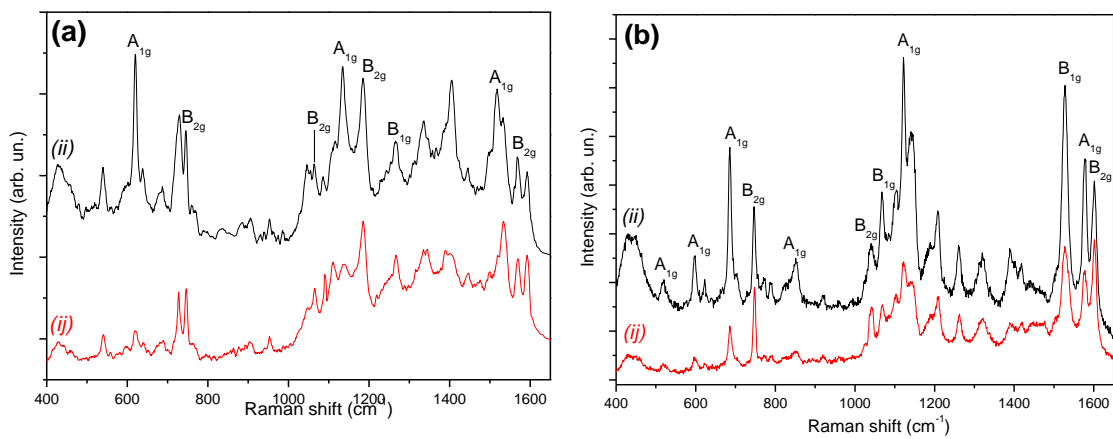 (a)
A1g
A1g
B2g
A1g
B2g
B2g
B1g
B2g
(ii)
(ij)
Intensity (arb. un.)
400 600 800 1000 1200 1400 1600
Raman shift (cm-1)
(b)
A1g
B1g
A1g
A1g
B1g
B2g
B2g
A1g
A1g
B2g
A1g
(ii)
(ij)
Intensity (arb. un.)
400 600 800 1000 1200 1400 1600
Raman shift (cm-1)